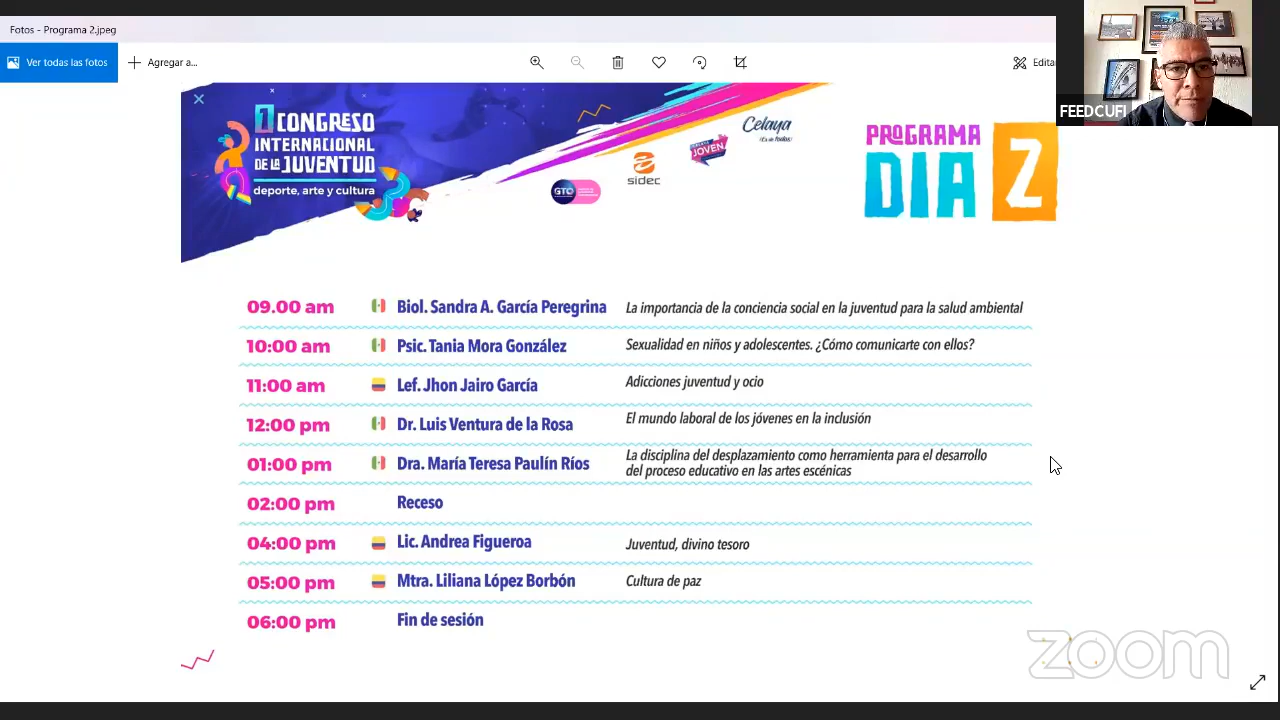 Fotos - Programa 2.jpeg
Ver todas las fotos
Agregar a...
FEEDCUFI
1 CONGRESO
INTERNACIONAL
DE LA JUVENTUD
deporte, arte y cultura
GTO
sidec
JOVEN
Celaya
PROGRAMA
DIA 2
09.00 am Biol. Sandra A. García Peregrina La importancia de la conciencia social en la juventud para la salud ambiental
10:00 am Psic. Tania Mora González Sexualidad en niños y adolescentes. ¿Cómo comunicarte con ellos?
11:00 am Lef. Jhon Jairo García Adicciones juventud y ocio
12:00 pm Dr. Luis Ventura de la Rosa El mundo laboral de los jóvenes en la inclusión
01:00 pm Dra. María Teresa Paulín Ríos La disciplina del desplazamiento como herramienta para el desarrollo
del proceso educativo en las artes escénicas
02:00 pm Receso
04:00 pm Lic. Andrea Figueroa Juventud, divino tesoro
05:00 pm Mtra. Liliana López Borbón Cultura de paz
06:00 pm Fin de sesión
zoom